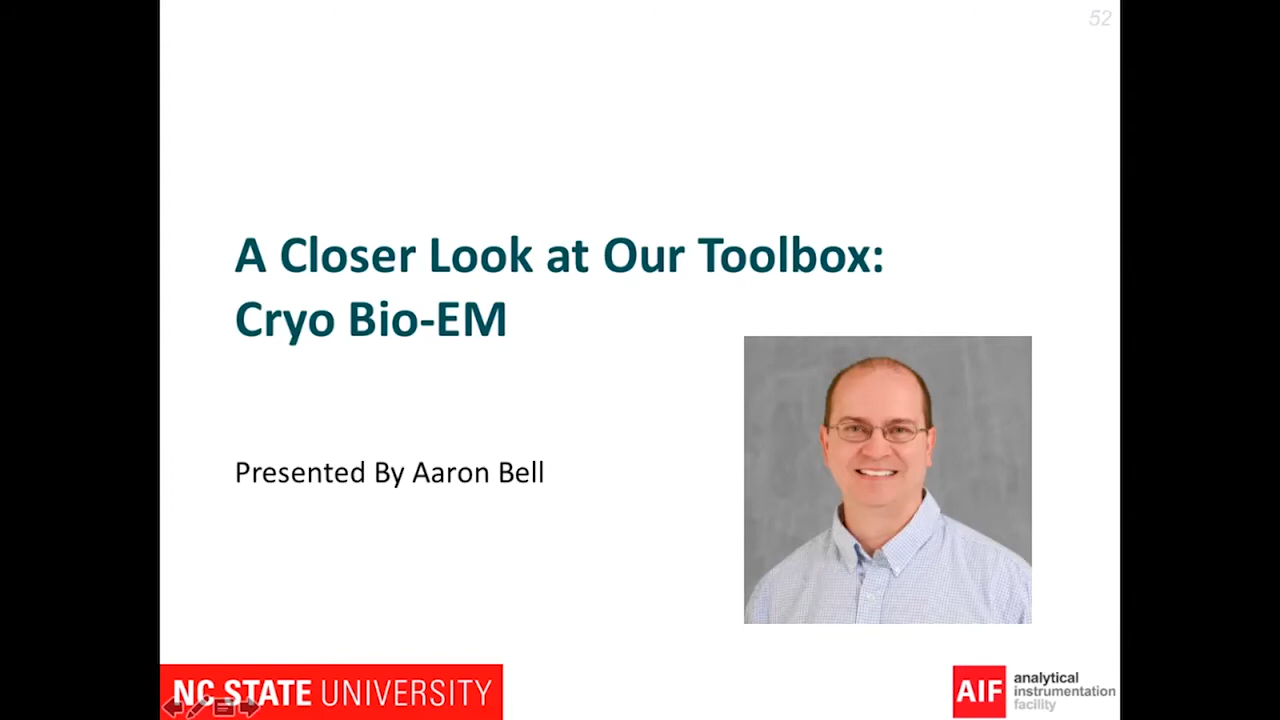 52
A Closer Look at Our Toolbox:
Cryo Bio-EM
Presented By Aaron Bell
NC STATE UNIVERSITY
AIF analytical
instrumentation
facility